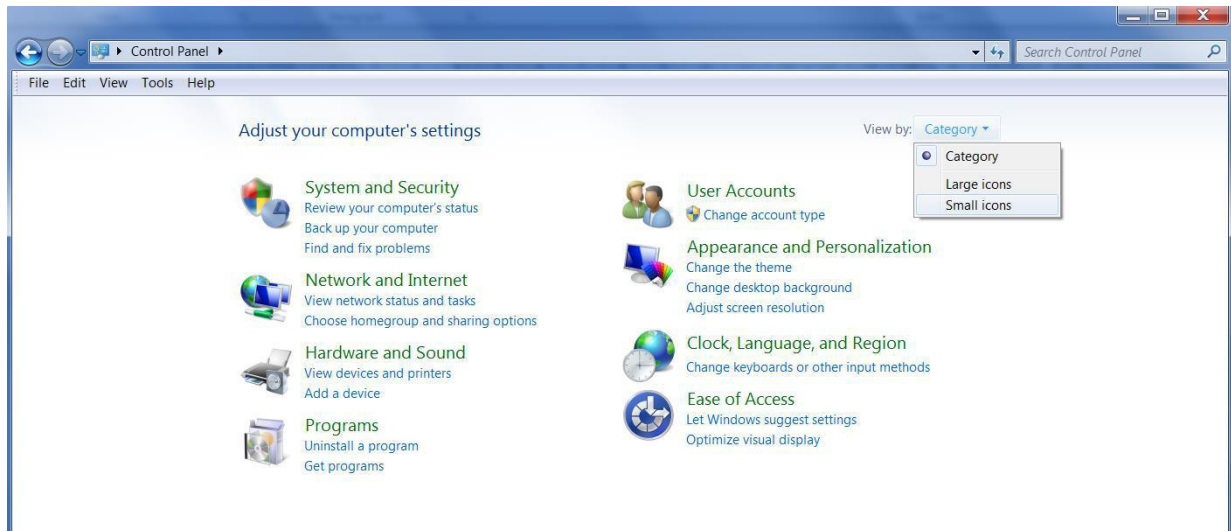 Control Panel
Search Control Panel
File Edit View Tools Help
Adjust your computer's settings
View by: Category
Category
Large icons
Small icons
System and Security
Review your computer's status
Back up your computer
Find and fix problems
Network and Internet
View network status and tasks
Choose homegroup and sharing options
Hardware and Sound
View devices and printers
Add a device
Programs
Uninstall a program
Get programs
User Accounts
Change account type
Appearance and Personalization
Change the theme
Change desktop background
Adjust screen resolution
Clock, Language, and Region
Change keyboards or other input methods
Ease of Access
Let Windows suggest settings
Optimize visual display